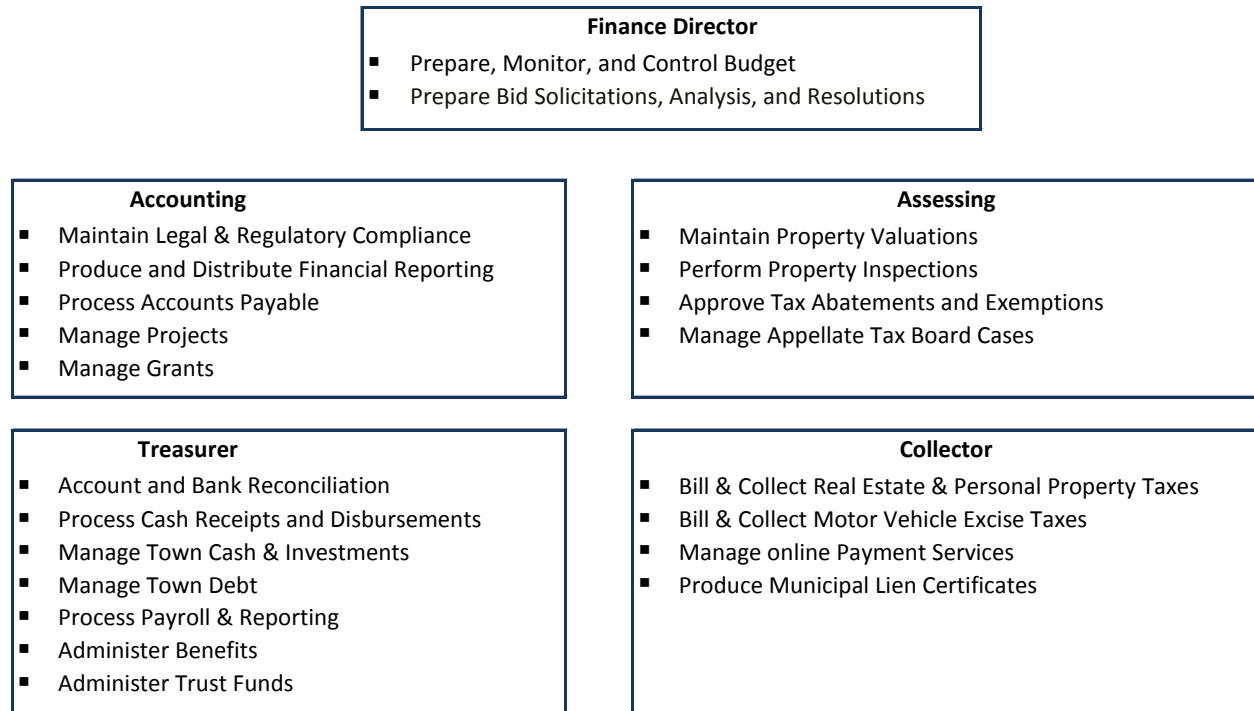 Finance Director
▪ Prepare, Monitor, and Control Budget
▪ Prepare Bid Solicitations, Analysis, and Resolutions
Accounting
▪ Maintain Legal & Regulatory Compliance
▪ Produce and Distribute Financial Reporting
▪ Process Accounts Payable
▪ Manage Projects
▪ Manage Grants
Assessing
▪ Maintain Property Valuations
▪ Perform Property Inspections
▪ Approve Tax Abatements and Exemptions
▪ Manage Appellate Tax Board Cases
Treasurer
▪ Account and Bank Reconciliation
▪ Process Cash Receipts and Disbursements
▪ Manage Town Cash & Investments
▪ Manage Town Debt
▪ Process Payroll & Reporting
▪ Administer Benefits
▪ Administer Trust Funds
Collector
▪ Bill & Collect Real Estate & Personal Property Taxes
▪ Bill & Collect Motor Vehicle Excise Taxes
▪ Manage online Payment Services
▪ Produce Municipal Lien Certificates